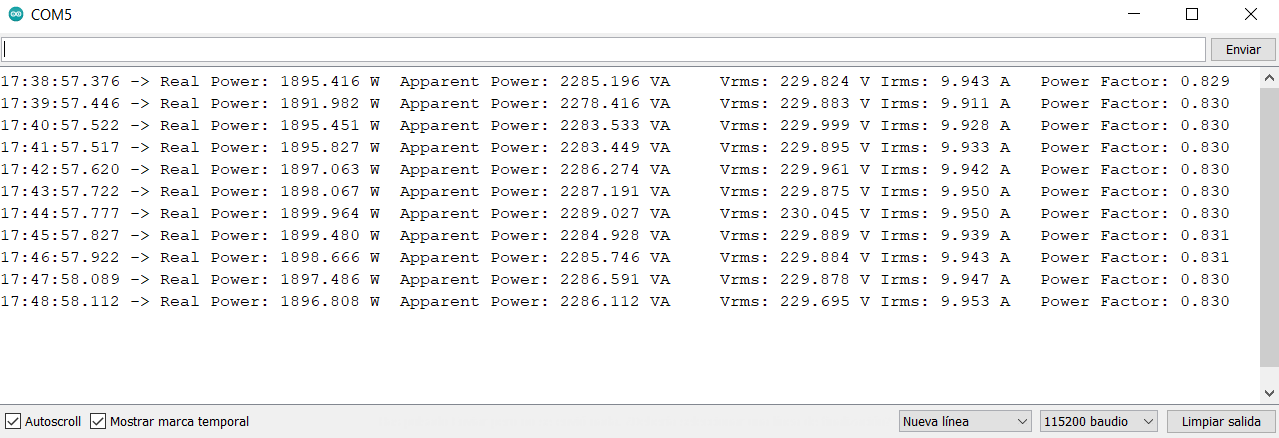 COM5
Enviar
17:38:57.376 -> Real Power: 1895.416 W  Apparent Power: 2285.196 VA     Vrms: 229.824 V Irms: 9.943 A   Power Factor: 0.829
17:39:57.446 -> Real Power: 1891.982 W  Apparent Power: 2278.416 VA     Vrms: 229.883 V Irms: 9.911 A   Power Factor: 0.830
17:40:57.522 -> Real Power: 1895.451 W  Apparent Power: 2283.533 VA     Vrms: 229.999 V Irms: 9.928 A   Power Factor: 0.830
17:41:57.517 -> Real Power: 1895.827 W  Apparent Power: 2283.449 VA     Vrms: 229.895 V Irms: 9.933 A   Power Factor: 0.830
17:42:57.620 -> Real Power: 1897.063 W  Apparent Power: 2286.274 VA     Vrms: 229.961 V Irms: 9.942 A   Power Factor: 0.830
17:43:57.722 -> Real Power: 1898.067 W  Apparent Power: 2287.191 VA     Vrms: 229.875 V Irms: 9.950 A   Power Factor: 0.830
17:44:57.777 -> Real Power: 1899.964 W  Apparent Power: 2289.027 VA     Vrms: 230.045 V Irms: 9.950 A   Power Factor: 0.830
17:45:57.827 -> Real Power: 1899.480 W  Apparent Power: 2284.928 VA     Vrms: 229.889 V Irms: 9.939 A   Power Factor: 0.831
17:46:57.922 -> Real Power: 1898.666 W  Apparent Power: 2285.746 VA     Vrms: 229.884 V Irms: 9.943 A   Power Factor: 0.831
17:47:58.089 -> Real Power: 1897.486 W  Apparent Power: 2286.591 VA     Vrms: 229.878 V Irms: 9.947 A   Power Factor: 0.830
17:48:58.112 -> Real Power: 1896.808 W  Apparent Power: 2286.112 VA     Vrms: 229.695 V Irms: 9.953 A   Power Factor: 0.830
Autoscroll Mostrar marca temporal Nueva línea 115200 baudio Limpiar salida